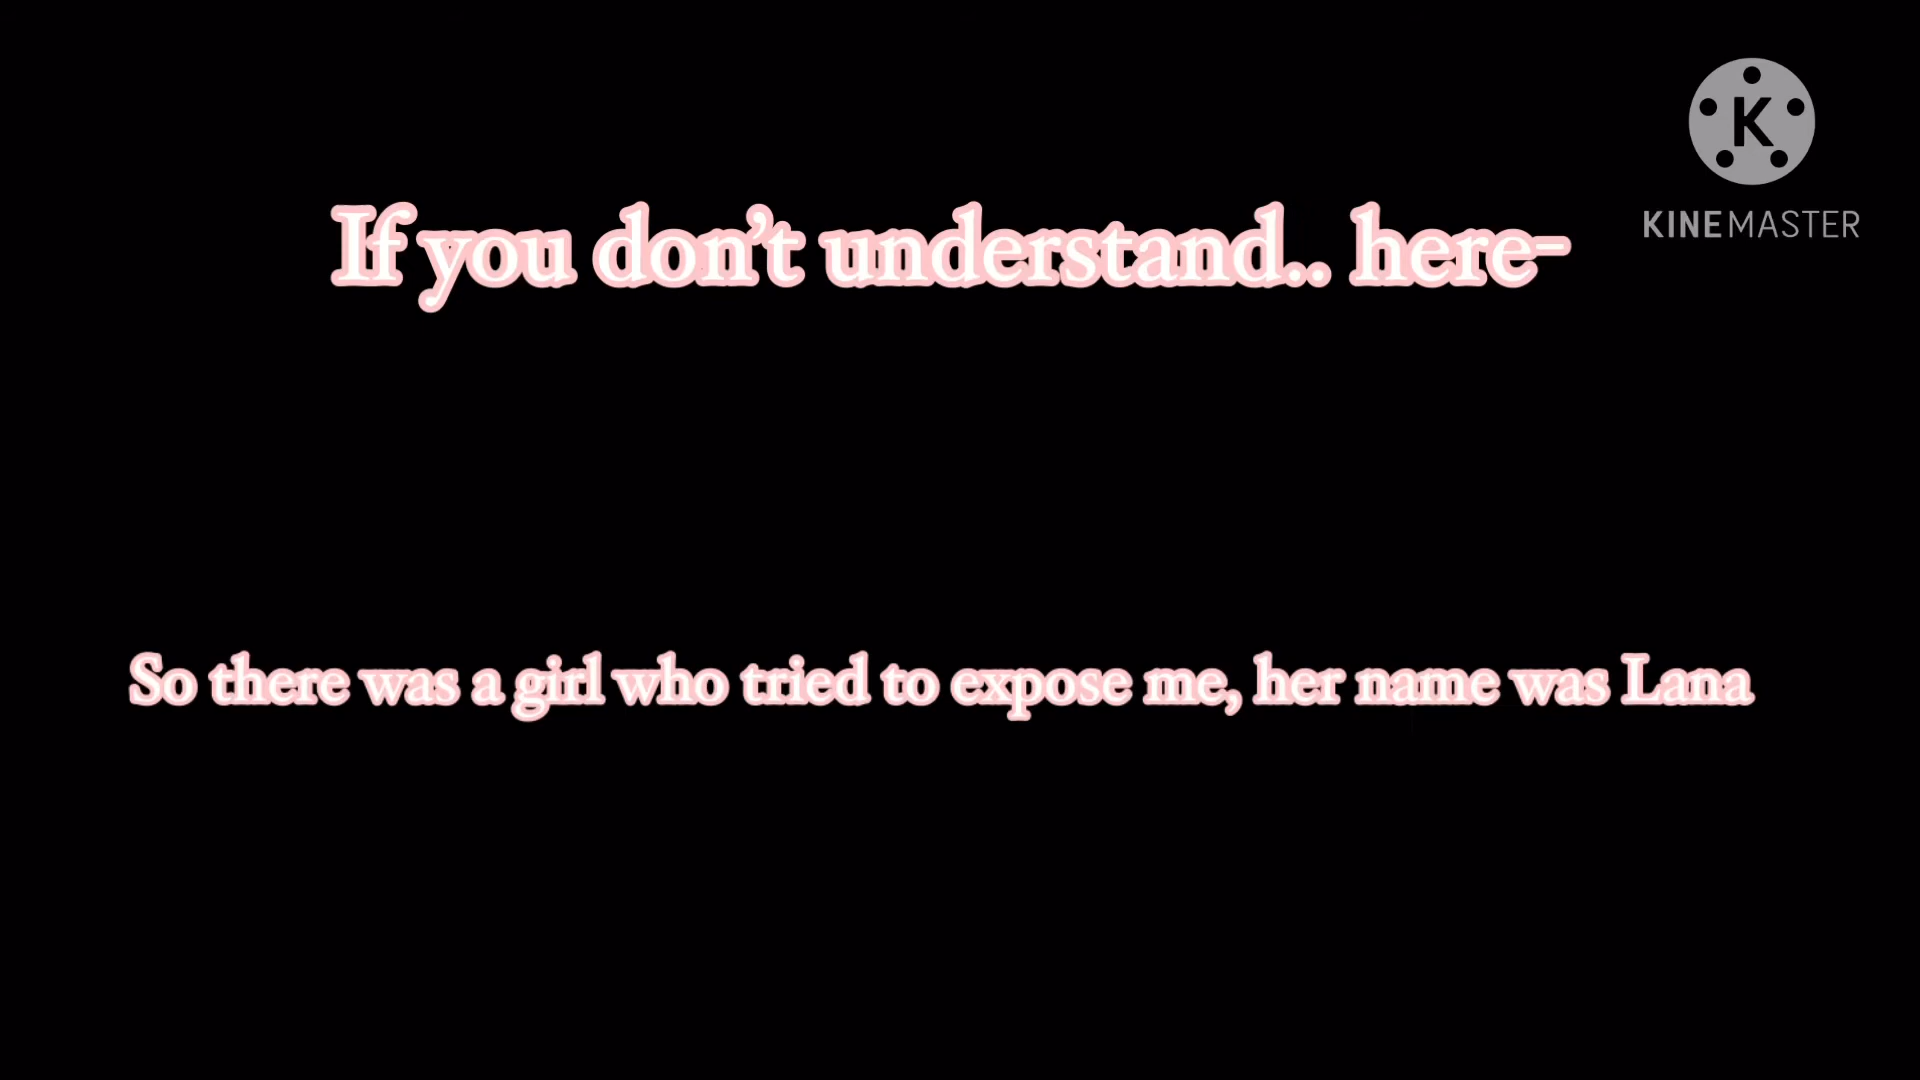 K
KINEMASTER
If you don't understand.. here-
So there was a girl who tried to expose me, her name was Lana